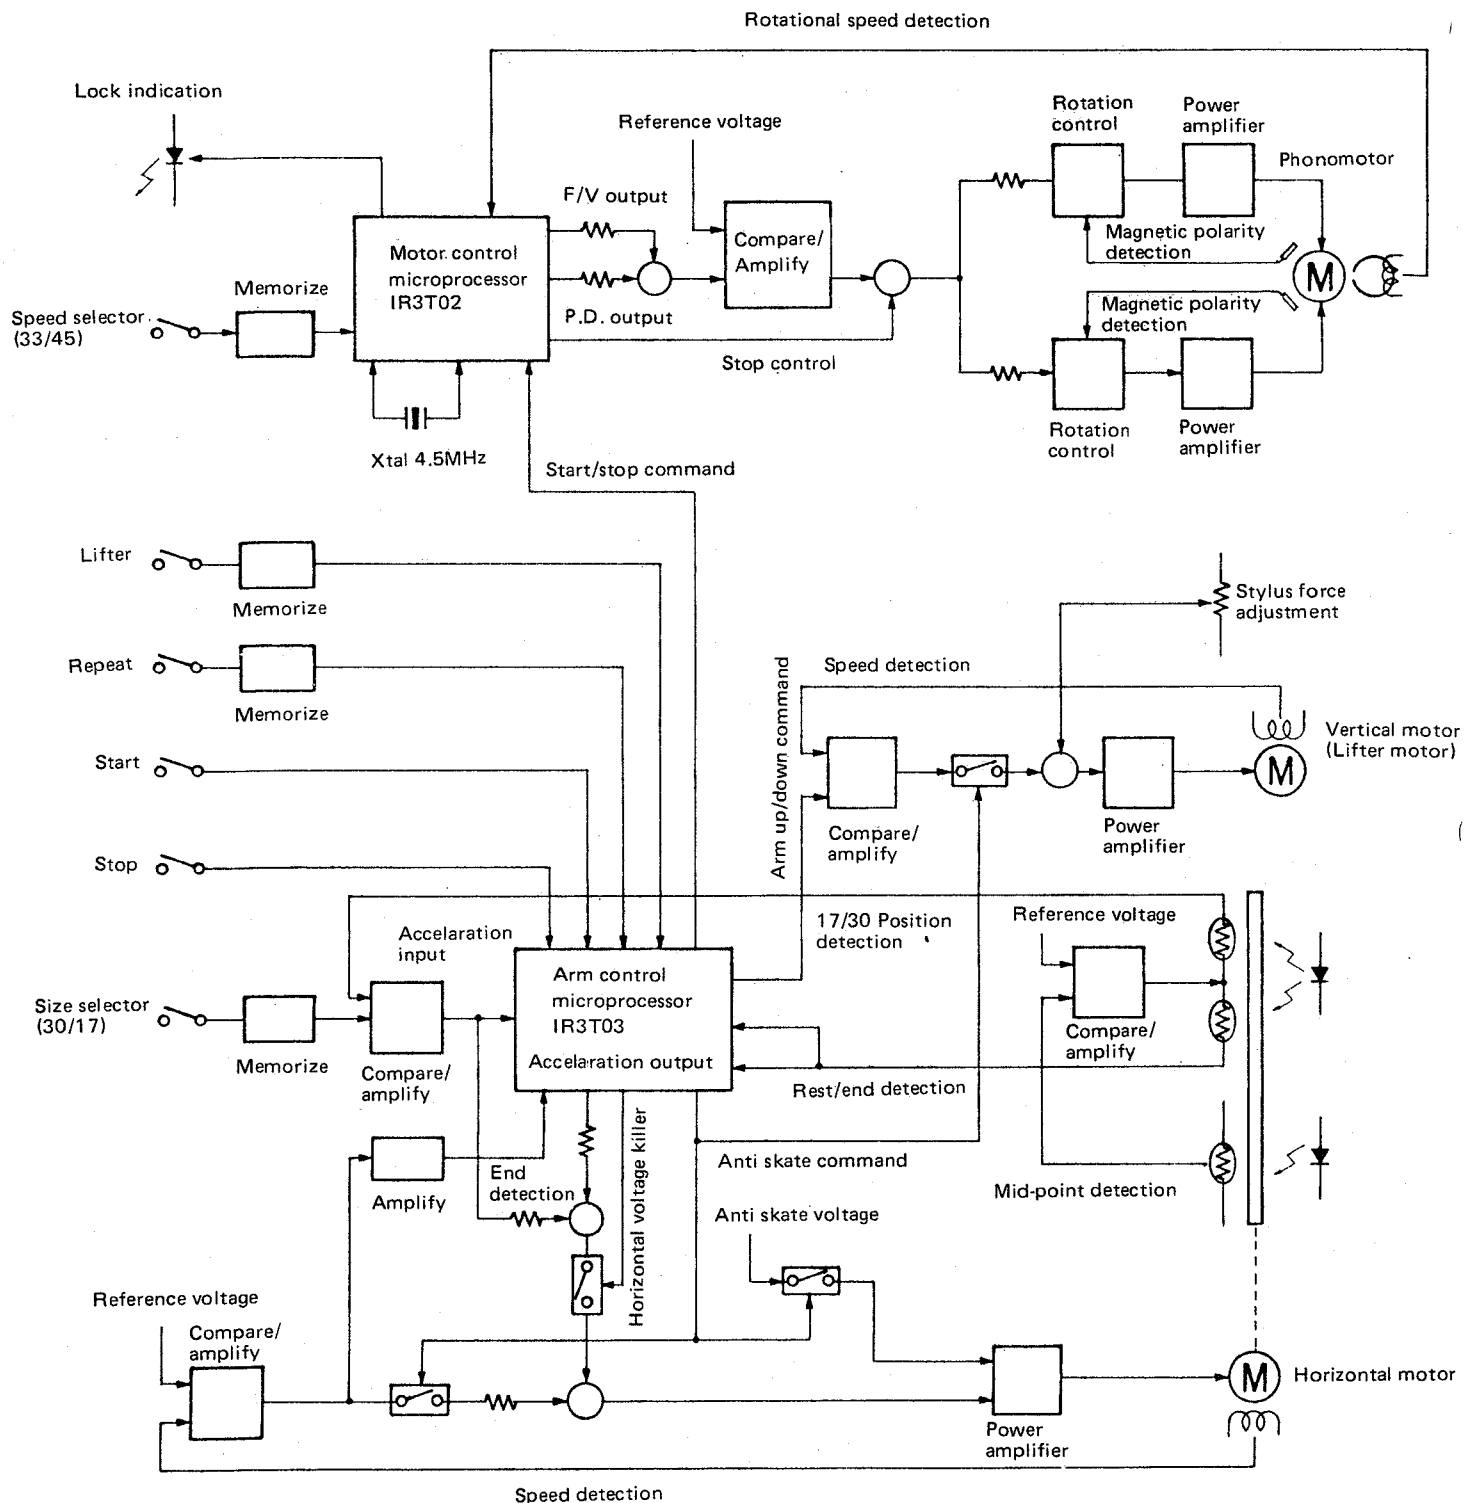 Rotational speed detection
Lock indication
Reference voltage
Rotation
control
Power
amplifier
Phonomotor
F/V output
Motor control
microprocessor
IR3T02
Compare/
Amplify
Magnetic polarity
detection
M
Memorize
Speed selector
(33/45)
P.D. output
Magnetic polarity
detection
Stop control
Rotation
control
Power
amplifier
Xtal 4.5MHz
Start/stop command
Lifter
Memorize
Stylus force
adjustment
Repeat
Memorize
Speed detection
Arm up/down command
Vertical motor
(Lifter motor)
M
Start
Compare/
amplify
Power
amplifier
Stop
17/30 Position
detection
Reference voltage
Accelaration
input
Arm control
microprocessor
IR3T03
Accelaration output
Size selector
(30/17)
Memorize
Compare/
amplify
Compare/
amplify
Rest/end detection
Horizontal voltage killer
Anti skate command
End
detection
Amplify
Mid-point detection
Anti skate voltage
Reference voltage
Compare/
amplify
M
Horizontal motor
Power
amplifier
Speed detection